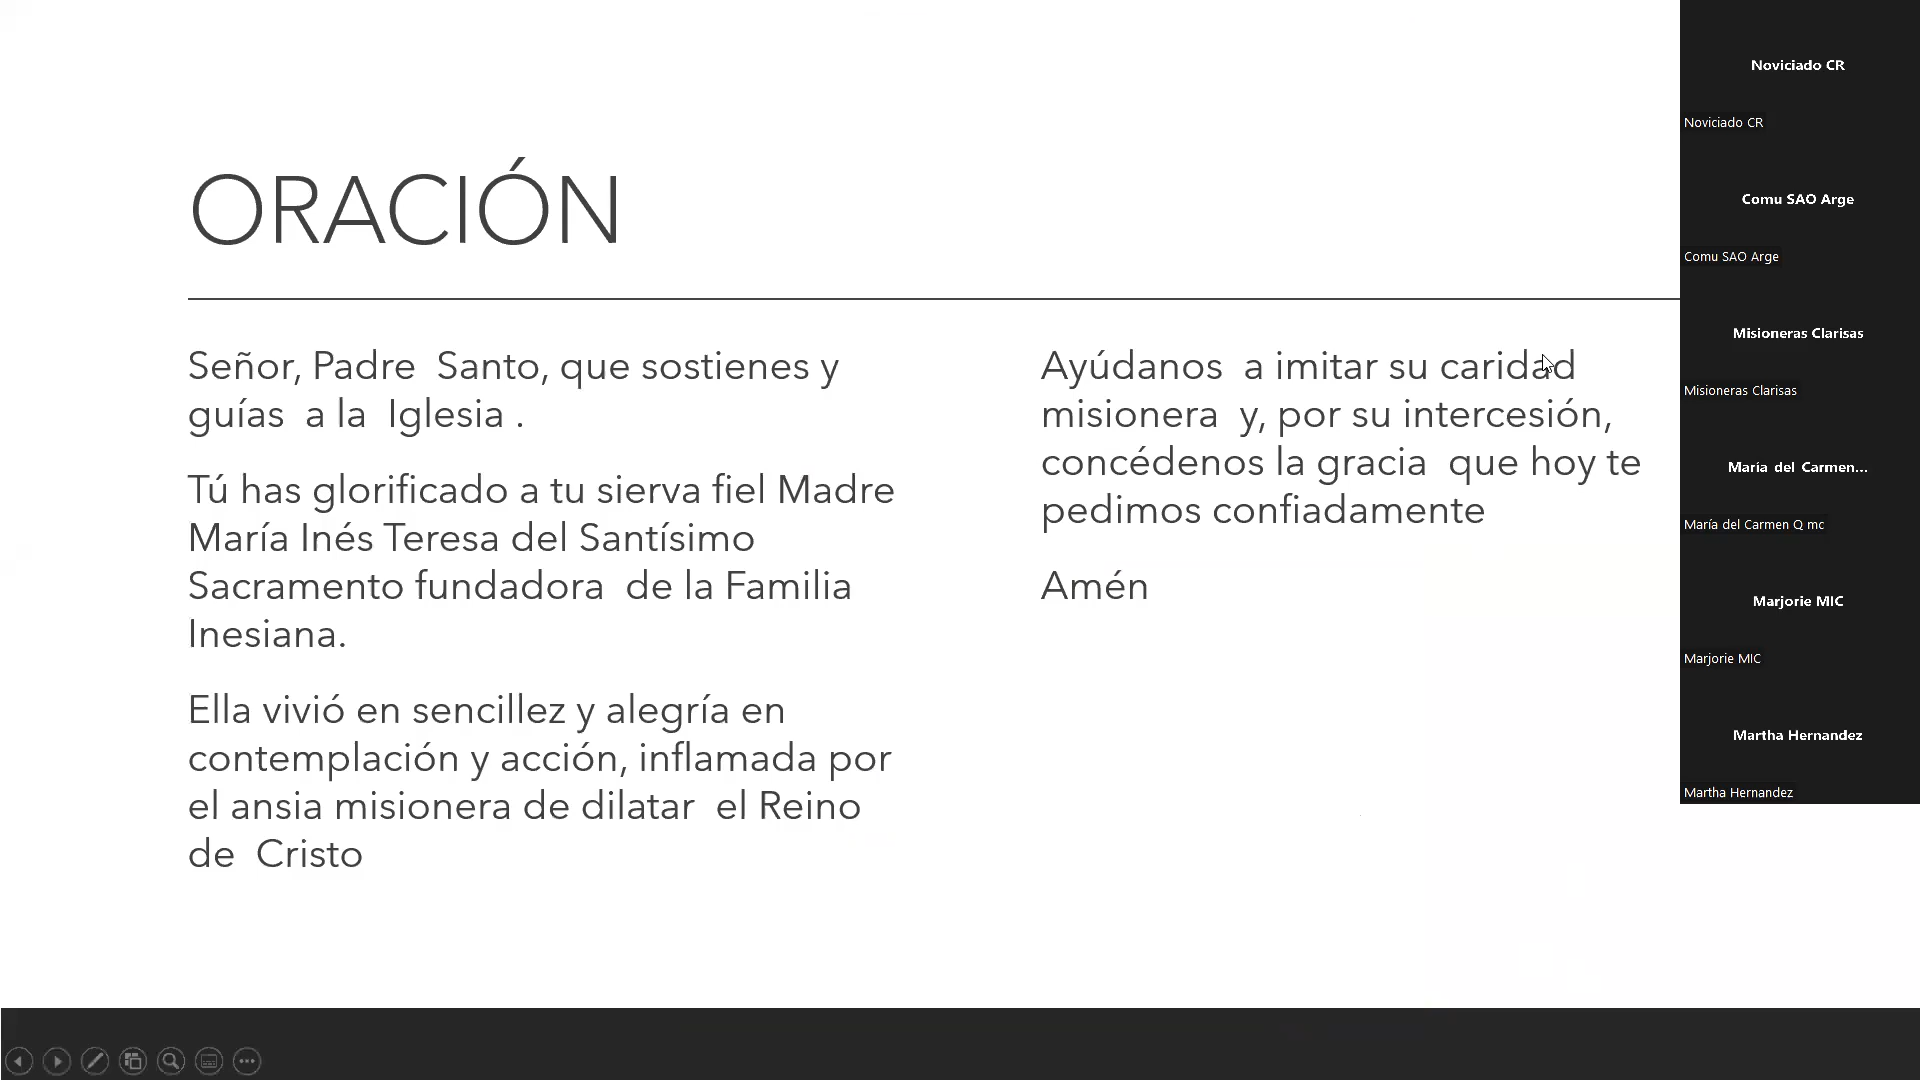 ORACIÓN
Señor, Padre  Santo, que sostienes y
guías  a la  Iglesia .
Tú has glorificado a tu sierva fiel Madre
María Inés Teresa del Santísimo
Sacramento fundadora  de la Familia
Inesiana.
Ella vivió en sencillez y alegría en
contemplación y acción, inflamada por
el ansia misionera de dilatar  el Reino
de  Cristo
Ayúdanos  a imitar su caridad
misionera  y, por su intercesión,
concédenos la gracia  que hoy te
pedimos confiadamente
Amén
Noviciado CR
Noviciado CR
Comu SAO Arge
Comu SAO Arge
Misioneras Clarisas
Misioneras Clarisas
María del Carmen...
María del Carmen Q mc
Marjorie MIC
Marjorie MIC
Martha Hernandez
Martha Hernandez